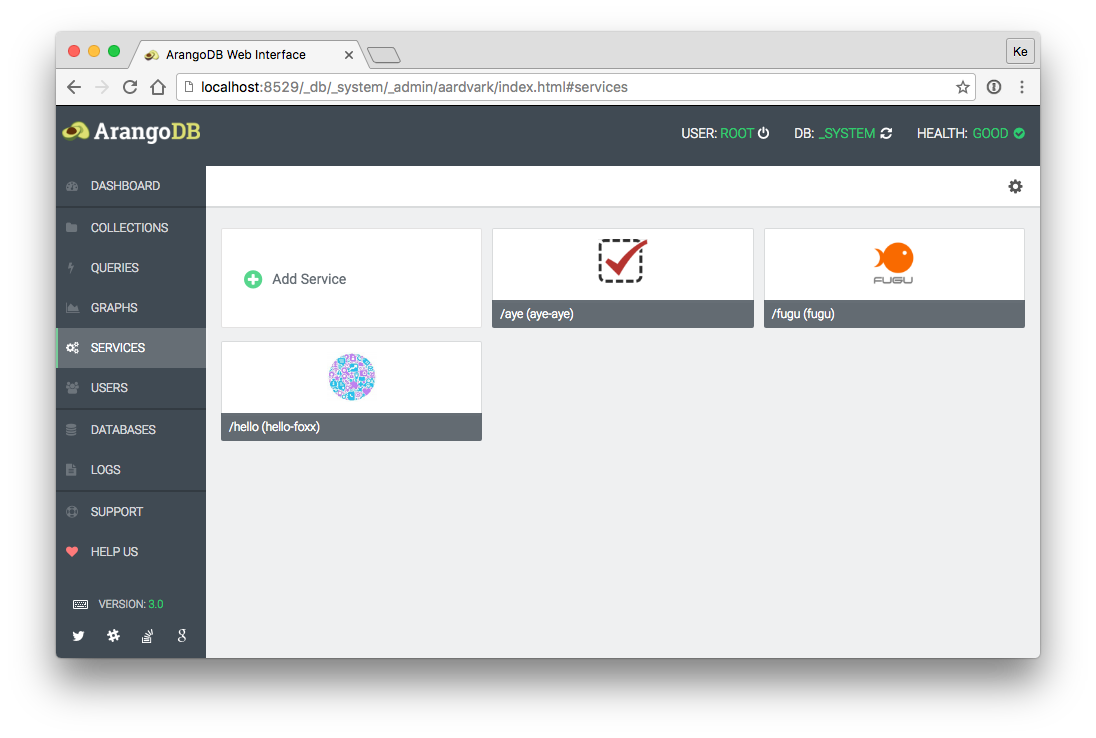 ArangoDB Web Interface
Ke
localhost:8529/_db/_system/_admin/aardvark/index.html#services
ArangoDB
USER: ROOT
DB: _SYSTEM
HEALTH: GOOD
DASHBOARD
COLLECTIONS
QUERIES
GRAPHS
SERVICES
USERS
DATABASES
LOGS
SUPPORT
HELP US
VERSION: 3.0
Add Service
/aye (aye-aye)
FUGU
/fugu (fugu)
/hello (hello-foxx)